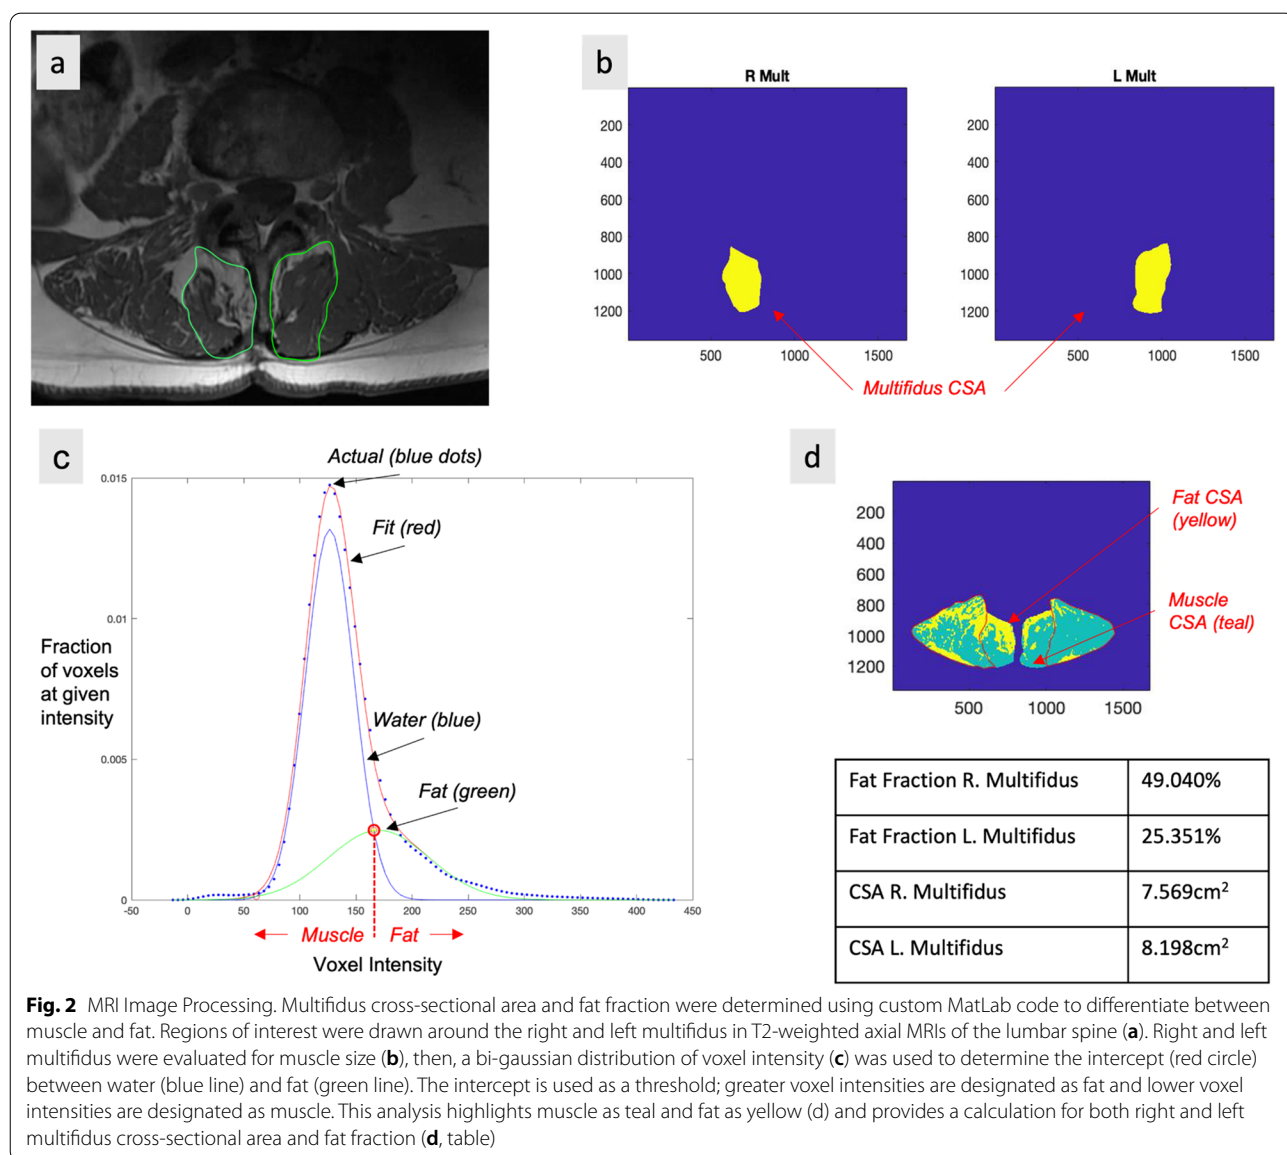 a
b
R Mult
L Mult
200
400
600
800
1000
1200
500
1000
1500
200
400
600
800
1000
1200
500
1000
1500
Multifidus CSA
c
Actual (blue dots)
Fit (red)
Water (blue)
Fat (green)
Fraction
of voxels
at given
intensity
0.015
0.01
0.005
0
-50
0
50
100
150
200
250
300
350
400
450
Muscle
Fat
Voxel Intensity
d
200
400
600
800
1000
1200
500
1000
1500
Fat CSA
(yellow)
Muscle
CSA (teal)
Fat Fraction R. Multifidus 49.040%
Fat Fraction L. Multifidus 25.351%
CSA R. Multifidus 7.569cm²
CSA L. Multifidus 8.198cm²
Fig. 2 MRI Image Processing. Multifidus cross-sectional area and fat fraction were determined using custom MatLab code to differentiate between
muscle and fat. Regions of interest were drawn around the right and left multifidus in T2-weighted axial MRIs of the lumbar spine (a). Right and left
multifidus were evaluated for muscle size (b), then, a bi-gaussian distribution of voxel intensity (c) was used to determine the intercept (red circle)
between water (blue line) and fat (green line). The intercept is used as a threshold; greater voxel intensities are designated as fat and lower voxel
intensities are designated as muscle. This analysis highlights muscle as teal and fat as yellow (d) and provides a calculation for both right and left
multifidus cross-sectional area and fat fraction (d, table)